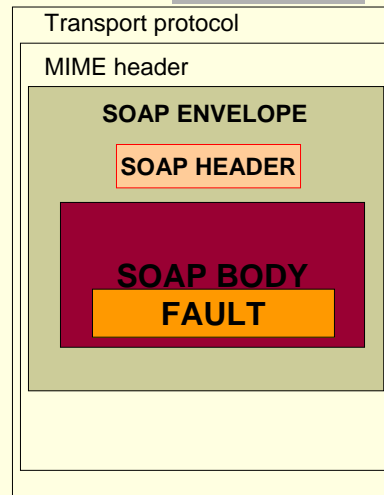 Transport protocol
MIME header
SOAP ENVELOPE
SOAP HEADER
SOAP BODY
FAULT